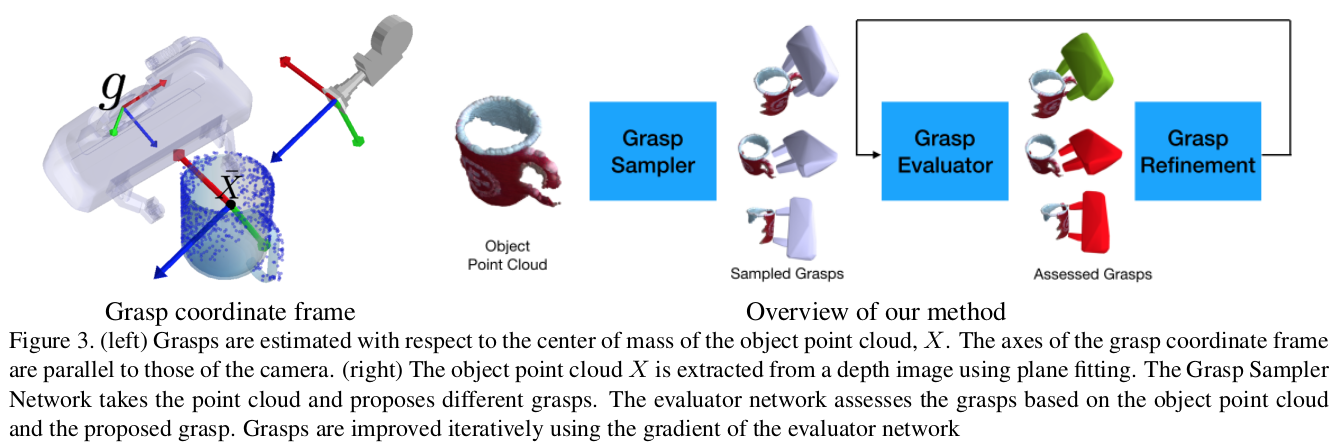 g
X̄
Object
Point Cloud
Grasp
Sampler
Sampled Grasps
Grasp
Evaluator
Assessed Grasps
Grasp
Refinement
Grasp coordinate frame
Overview of our method
Figure 3. (left) Grasps are estimated with respect to the center of mass of the object point cloud, X. The axes of the grasp coordinate frame
are parallel to those of the camera. (right) The object point cloud X is extracted from a depth image using plane fitting. The Grasp Sampler
Network takes the point cloud and proposes different grasps. The evaluator network assesses the grasps based on the object point cloud
and the proposed grasp. Grasps are improved iteratively using the gradient of the evaluator network